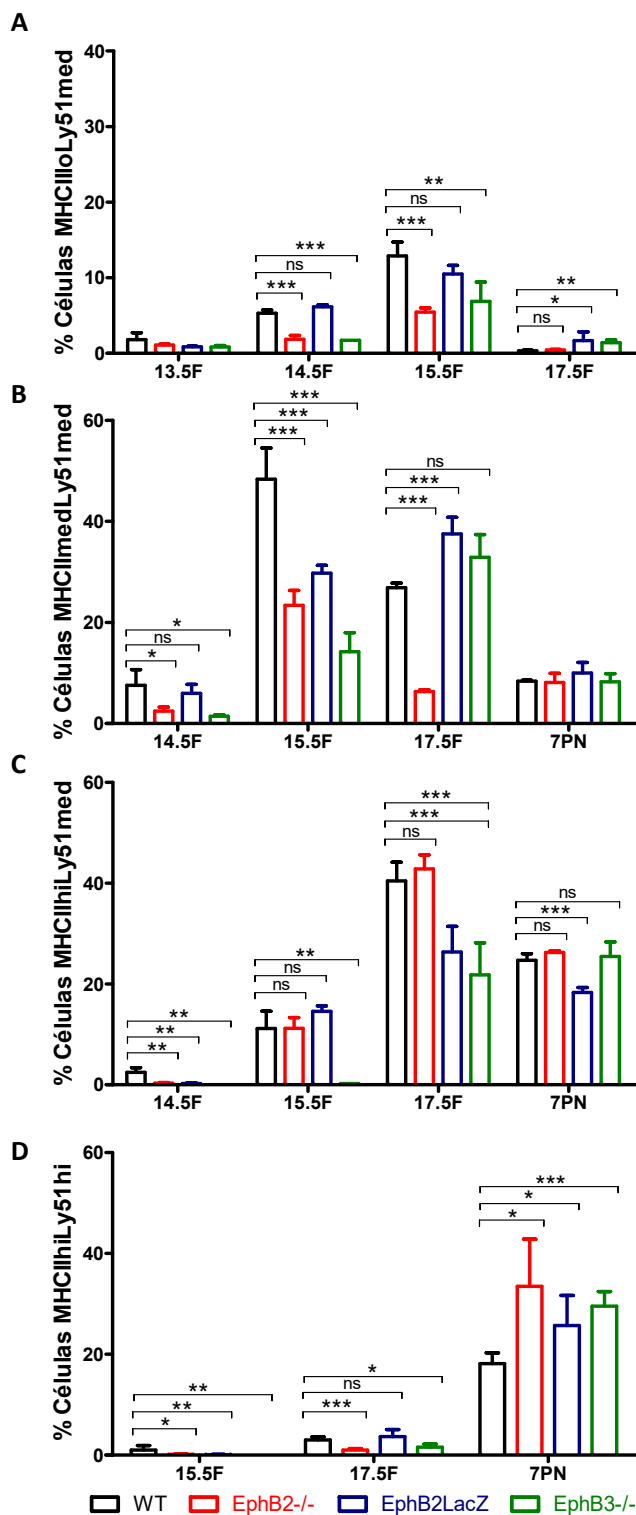 A
% Células MHCIIloLy51med
40
30
20
10
0
***
ns
***
**
ns
***
**
*
ns
13.5F 14.5F 15.5F 17.5F
B
% Células MHCIImedLy51med
60
40
20
0
*
ns
*
***
***
***
ns
***
***
14.5F 15.5F 17.5F 7PN
C
% Células MHCIIhiLy51med
60
40
20
0
**
**
**
**
ns
ns
***
***
ns
ns
***
ns
14.5F 15.5F 17.5F 7PN
D
% Células MHCIIhiLy51hi
60
40
20
0
**
**
*
*
ns
***
***
*
*
15.5F 17.5F 7PN
WT EphB2-/- EphB2LacZ EphB3-/-